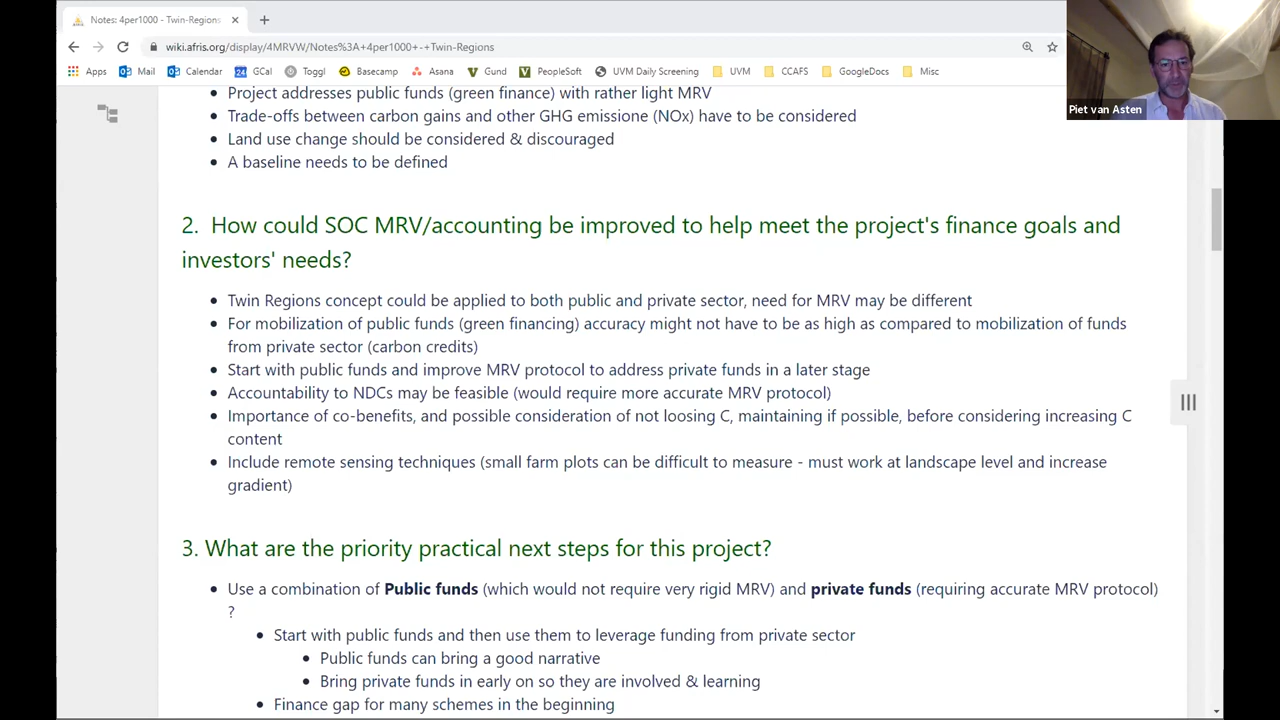 Notes: 4per1000 - Twin-Regions
wiki.afris.org/display/4MRVW/Notes%3A+4per1000+-+Twin-Regions
Apps Mail Calendar GCal Toggl Basecamp Asana Gund PeopleSoft UVM Daily Screening UVM CCAFS GoogleDocs Misc
Piet van Asten
• Project addresses public funds (green finance) with rather light MRV
• Trade-offs between carbon gains and other GHG emissione (NOx) have to be considered
• Land use change should be considered & discouraged
• A baseline needs to be defined
2. How could SOC MRV/accounting be improved to help meet the project's finance goals and
investors' needs?
• Twin Regions concept could be applied to both public and private sector, need for MRV may be different
• For mobilization of public funds (green financing) accuracy might not have to be as high as compared to mobilization of funds
from private sector (carbon credits)
• Start with public funds and improve MRV protocol to address private funds in a later stage
• Accountability to NDCs may be feasible (would require more accurate MRV protocol)
• Importance of co-benefits, and possible consideration of not loosing C, maintaining if possible, before considering increasing C
content
• Include remote sensing techniques (small farm plots can be difficult to measure - must work at landscape level and increase
gradient)
3. What are the priority practical next steps for this project?
• Use a combination of Public funds (which would not require very rigid MRV) and private funds (requiring accurate MRV protocol)
?
• Start with public funds and then use them to leverage funding from private sector
• Public funds can bring a good narrative
• Bring private funds in early on so they are involved & learning
• Finance gap for many schemes in the beginning